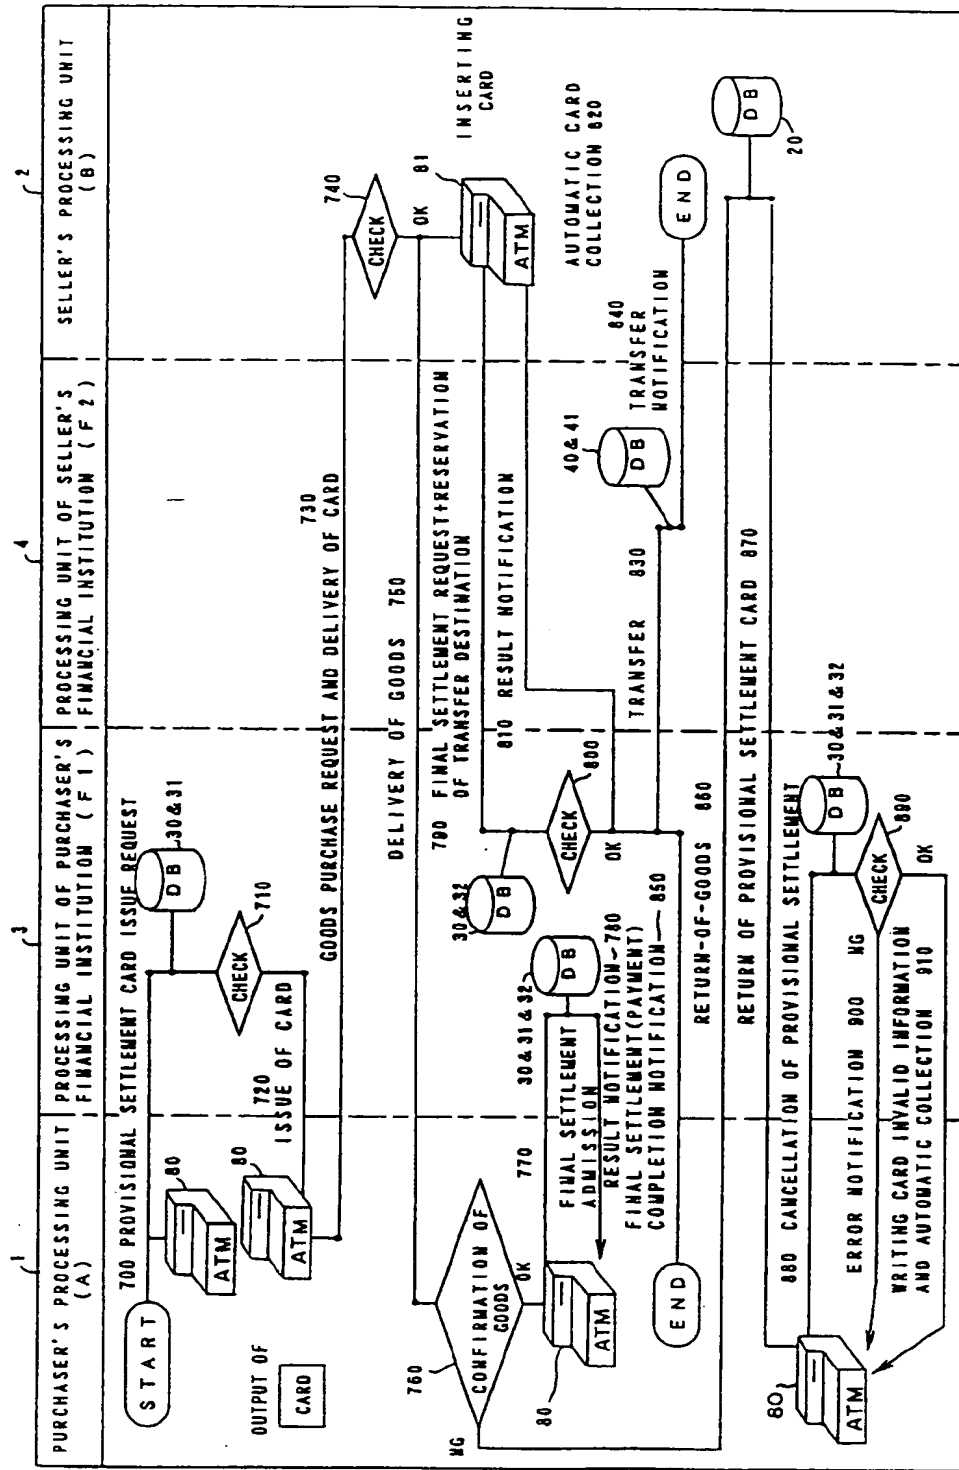 1
PURCHASER'S PROCESSING UNIT
(A)
3
PROCESSING UNIT OF PURCHASER'S
FINANCIAL INSTITUTION (F1)
4
PROCESSING UNIT OF SELLER'S
FINANCIAL INSTITUTION (F2)
2
SELLER'S PROCESSING UNIT
(B)
START
700 PROVISIONAL SETTLEMENT CARD ISSUE REQUEST
80
ATM
DB
30&31
710
CHECK
720
ISSUE OF CARD
80
ATM
OUTPUT OF
CARD
730
GOODS PURCHASE REQUEST AND DELIVERY OF CARD
740
CHECK
OK
DELIVERY OF GOODS 750
81
ATM
INSERTING
CARD
760
CONFIRMATION OF
GOODS
OK
NG
790 FINAL SETTLEMENT REQUEST+RESERVATION
OF TRANSFER DESTINATION
810 RESULT NOTIFICATION
30&32
DB
800
CHECK
OK
AUTOMATIC CARD
COLLECTION 820
770
FINAL SETTLEMENT
ADMISSION
30&31&32
DB
80
ATM
RESULT NOTIFICATION 780
TRANSFER 830
40&41
DB
840
TRANSFER
NOTIFICATION
END
FINAL SETTLEMENT(PAYMENT)
COMPLETION NOTIFICATION 850
END
RETURN-OF-GOODS 860
RETURN OF PROVISIONAL SETTLEMENT CARD 870
DB
20
80
ATM
880 CANCELLATION OF PROVISIONAL SETTLLEMENT
DB
30&31&32
890
CHECK
OK
ERROR NOTIFICATION 900 NG
WRITING CARD INVALID INFORMATION
AND AUTOMATIC COLLECTION 910